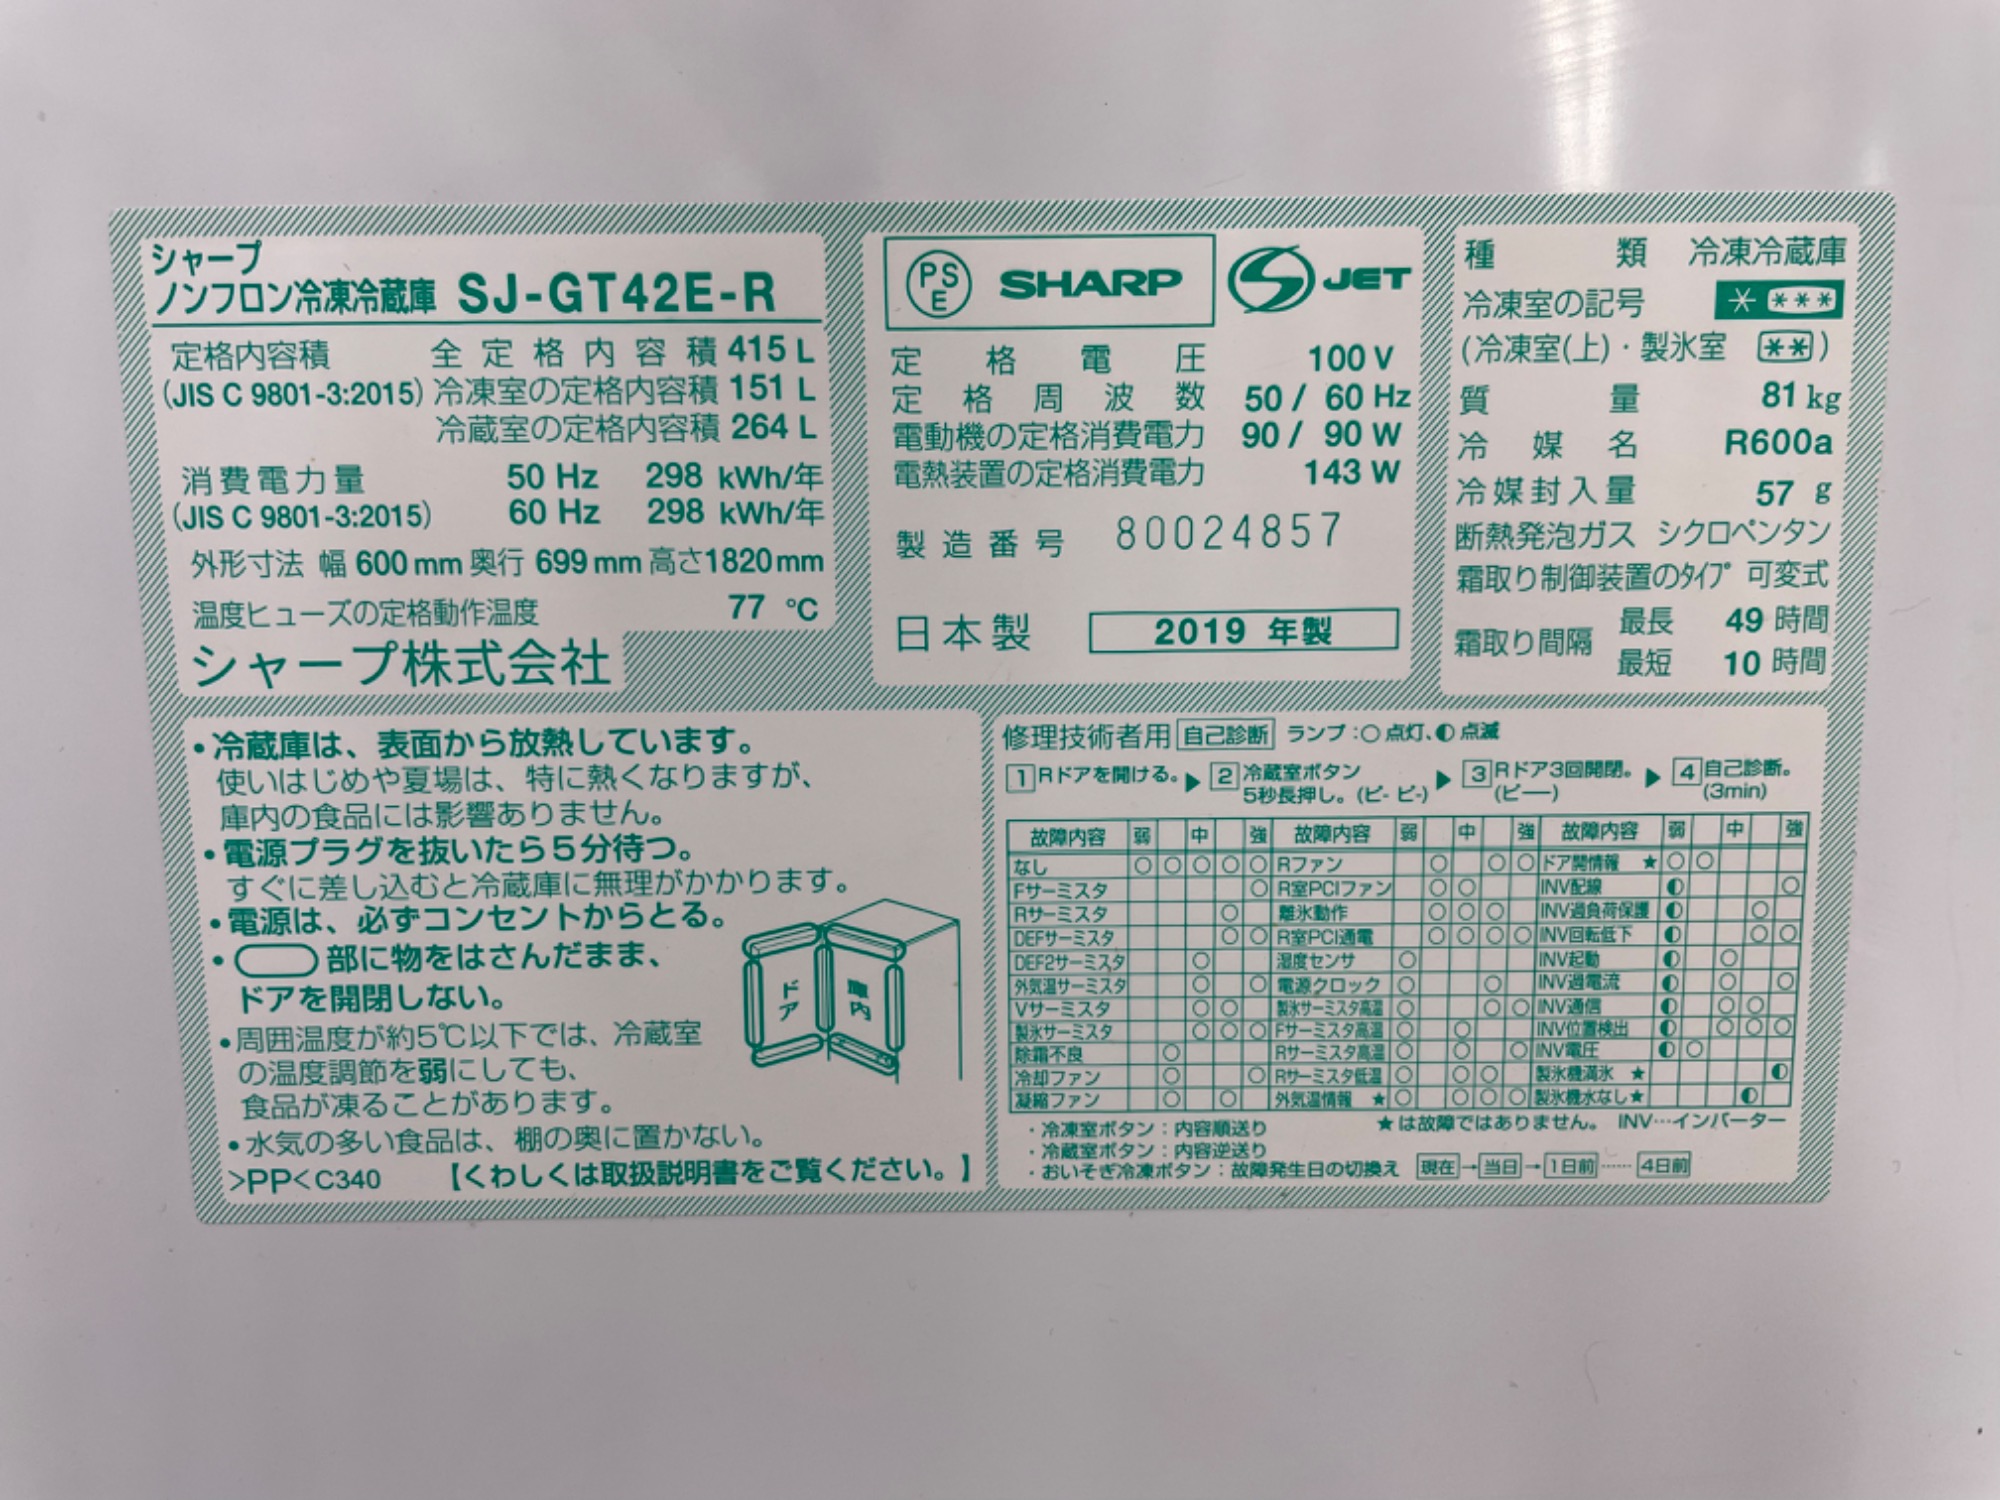 シャープ
ノンフロン冷凍冷蔵庫 SJ-GT42E-R
定格内容積 全定格内容積 415 L
(JIS C 9801-3:2015) 冷凍室の定格内容積 151 L
冷蔵室の定格内容積 264 L
消費電力量 50 Hz 298 kWh/年
(JIS C 9801-3:2015) 60 Hz 298 kWh/年
外形寸法 幅 600 mm 奥行 699 mm 高さ1820 mm
温度ヒューズの定格動作温度 77 ℃
シャープ株式会社
PS
E
SHARP
JET
定格電圧 100 V
定格周波数 50 / 60 Hz
電動機の定格消費電力 90 / 90 W
電熱装置の定格消費電力 143 W
製造番号 80024857
日本製 2019 年製
種類 冷凍冷蔵庫
冷凍室の記号 ＊ ＊＊＊
(冷凍室(上)・製氷室 ＊＊)
質量 81 kg
冷媒名 R600a
冷媒封入量 57 g
断熱発泡ガス シクロペンタン
霜取り制御装置のタイプ 可変式
霜取り間隔 最長 49 時間
最短 10 時間
・冷蔵庫は、表面から放熱しています。
使いはじめや夏場は、特に熱くなりますが、
庫内の食品には影響ありません。
・電源プラグを抜いたら5分待つ。
すぐに差し込むと冷蔵庫に無理がかかります。
・電源は、必ずコンセントからとる。
・ 部に物をはさんだまま、
ドアを開閉しない。
・周囲温度が約5℃以下では、冷蔵室
の温度調節を弱にしても、
食品が凍ることがあります。
・水気の多い食品は、棚の奥に置かない。
>PP< C340 【くわしくは取扱説明書をご覧ください。】
ドア
庫内
修理技術者用 自己診断 ランプ：○点灯、◐点滅
1 Rドアを開ける。▶ 2 冷蔵室ボタン 5秒長押し。(ピ- ピ-) ▶ 3 Rドア3回開閉。(ピ―) ▶ 4 自己診断。(3min)
故障内容 弱 中 強 故障内容 弱 中 強 故障内容 弱 中 強
なし ○ ○ ○ ○ ○ Rファン ○ ○ ○ ドア開情報 ★ ○ ○
Fサーミスタ ○ R室PCIファン ○ ○ INV配線 ◐ ○
Rサーミスタ ○ 離氷動作 ○ ○ ○ INV過負荷保護 ◐ ○
DEFサーミスタ ○ ○ R室PCI通電 ○ ○ ○ ○ INV回転低下 ◐ ○ ○
DEF2サーミスタ ○ 湿度センサ ○ INV起動 ◐ ○
外気温サーミスタ ○ ○ 電源クロック ○ ○ INV過電流 ◐ ○ ○
Vサーミスタ ○ ○ 製氷サーミスタ高温 ○ ○ ○ INV通信 ◐ ○ ○
製氷サーミスタ ○ ○ ○ Fサーミスタ高温 ○ ○ INV位置検出 ◐ ○ ○ ○
除霜不良 ○ Rサーミスタ高温 ○ ○ ○ INV電圧 ◐ ○
冷却ファン ○ ○ Rサーミスタ低温 ○ ○ ○ 製氷機満氷 ★ ◐
凝縮ファン ○ ○ 外気温情報 ★ ○ ○ ○ ○ 製氷機水なし★ ◐
・冷凍室ボタン：内容順送り ★は故障ではありません。 INV…インバーター
・冷蔵室ボタン：内容逆送り
・おいそぎ冷凍ボタン：故障発生日の切換え 現在→当日→1日前……4日前